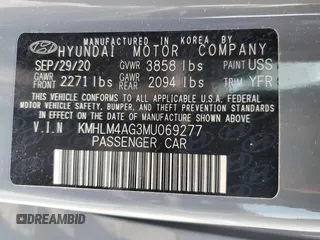 MANUFACTURED IN KOREA BY
HYUNDAI MOTOR COMPANY
SEP/29/20 GVWR 3858 lbs PAINT USS
GAWR FRONT 2271 lbs GAWR REAR 2094 lbs TRIM YFR
THIS VEHICLE CONFORMS TO ALL APPLICABLE
U.S. FEDERAL MOTOR VEHICLE SAFETY, BUMPER,
AND THEFT PREVENTION STANDARDS IN EFFECT
ON THE DATE OF MANUFACTURE SHOWN ABOVE.
V.I.N KMHLM4AG3MU069277
PASSENGER CAR
© DREAMBID